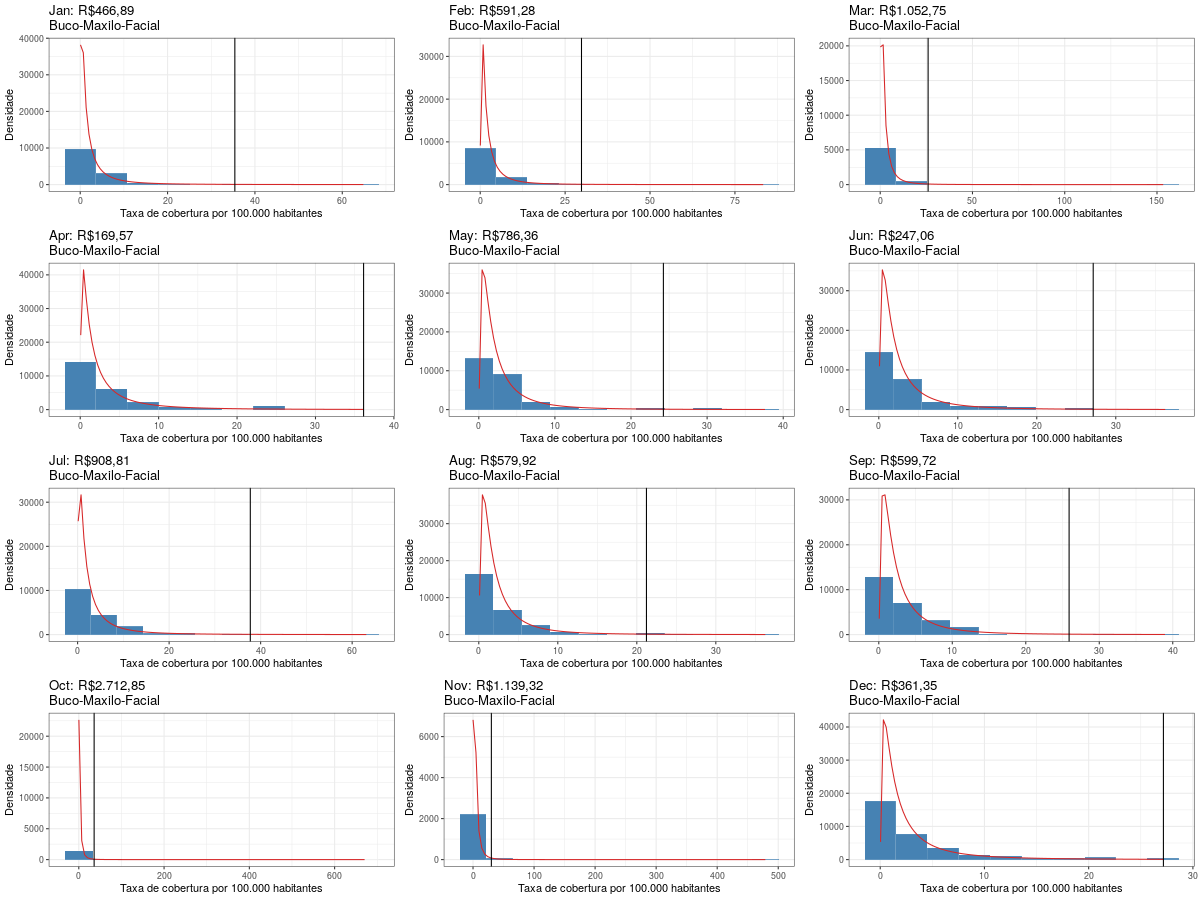 Jan: R$466,89
Buco-Maxilo-Facial
40000
30000
20000
10000
0
Densidade
0 20 40 60
Taxa de cobertura por 100.000 habitantes
Feb: R$591,28
Buco-Maxilo-Facial
30000
20000
10000
0
Densidade
0 25 50 75
Taxa de cobertura por 100.000 habitantes
Mar: R$1.052,75
Buco-Maxilo-Facial
20000
15000
10000
5000
0
Densidade
0 50 100 150
Taxa de cobertura por 100.000 habitantes
Apr: R$169,57
Buco-Maxilo-Facial
40000
30000
20000
10000
0
Densidade
0 10 20 30 40
Taxa de cobertura por 100.000 habitantes
May: R$786,36
Buco-Maxilo-Facial
30000
20000
10000
0
Densidade
0 10 20 30
Taxa de cobertura por 100.000 habitantes
Jun: R$247,06
Buco-Maxilo-Facial
30000
20000
10000
0
Densidade
0 10 20 30
Taxa de cobertura por 100.000 habitantes
Jul: R$908,81
Buco-Maxilo-Facial
30000
20000
10000
0
Densidade
0 20 40 60
Taxa de cobertura por 100.000 habitantes
Aug: R$579,92
Buco-Maxilo-Facial
30000
20000
10000
0
Densidade
0 10 20 30
Taxa de cobertura por 100.000 habitantes
Sep: R$599,72
Buco-Maxilo-Facial
30000
20000
10000
0
Densidade
0 10 20 30 40
Taxa de cobertura por 100.000 habitantes
Oct: R$2.712,85
Buco-Maxilo-Facial
20000
15000
10000
5000
0
Densidade
0 200 400 600
Taxa de cobertura por 100.000 habitantes
Nov: R$1.139,32
Buco-Maxilo-Facial
6000
4000
2000
0
Densidade
0 100 200 300 400 500
Taxa de cobertura por 100.000 habitantes
Dec: R$361,35
Buco-Maxilo-Facial
40000
30000
20000
10000
0
Densidade
0 10 20 30
Taxa de cobertura por 100.000 habitantes